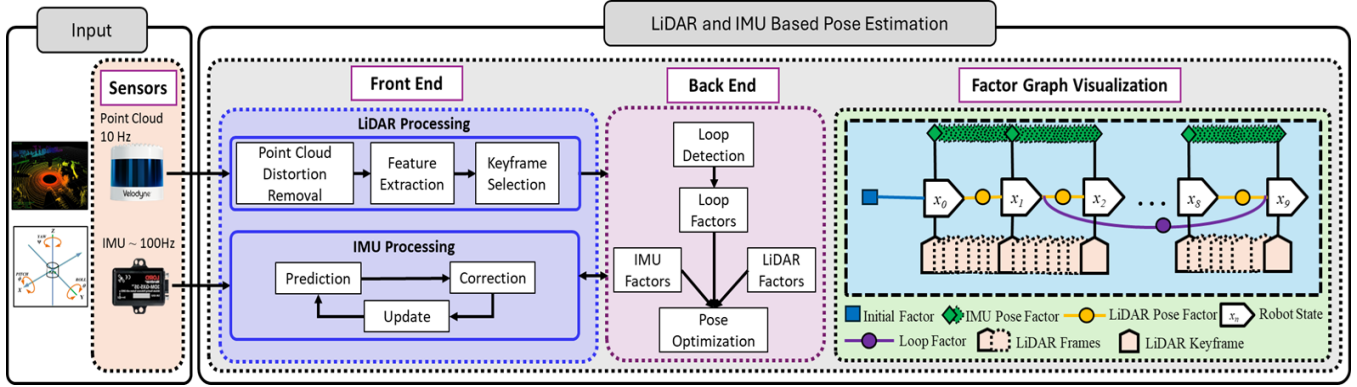 Input
LiDAR and IMU Based Pose Estimation
Sensors
Point Cloud
10 Hz
Velodyne
IMU ~ 100Hz
Front End
LiDAR Processing
Point Cloud
Distortion
Removal
Feature
Extraction
Keyframe
Selection
IMU Processing
Prediction
Correction
Update
Back End
Loop
Detection
Loop
Factors
IMU
Factors
LiDAR
Factors
Pose
Optimization
Factor Graph Visualization
x0
x1
x2
...
x8
x9
Initial Factor
IMU Pose Factor
LiDAR Pose Factor
xn
Robot State
Loop Factor
LiDAR Frames
LiDAR Keyframe